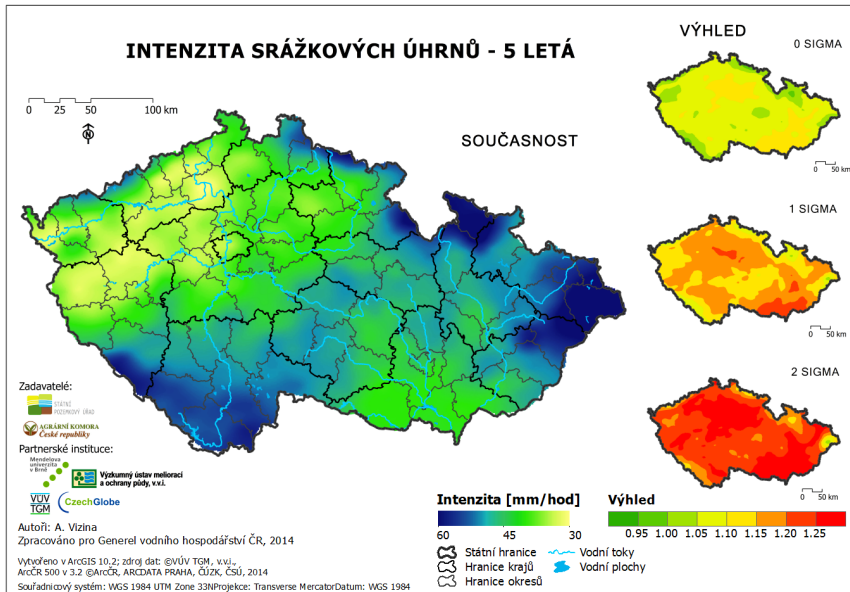 INTENZITA SRÁŽKOVÝCH ÚHRNŮ - 5 LETÁ
VÝHLED
0 SIGMA
0 25 50 100 km
N
SOUČASNOST
0 50 km
1 SIGMA
0 50 km
2 SIGMA
0 50 km
Zadavatelé:
STÁTNÍ
POZEMKOVÝ ÚŘAD
AGRÁRNÍ KOMORA
České republiky
Partnerské instituce:
Mendelova
univerzita
v Brně
Výzkumný ústav meliorací
a ochrany půdy, v.v.i.
VÚV
TGM
CzechGlobe
Autoři: A. Vizina
Zpracováno pro Generel vodního hospodářství ČR, 2014
Vytvořeno v ArcGIS 10.2; zdroj dat: ©VÚV TGM, v.v.i.,
ArcČR 500 v 3.2 ©ArcČR, ARCDATA PRAHA, ČÚZK, ČSÚ, 2014
Souřadnicový systém: WGS 1984 UTM Zone 33NProjekce: Transverse MercatorDatum: WGS 1984
Intenzita [mm/hod]
60 45 30
Státní hranice
Hranice krajů
Hranice okresů
Vodní toky
Vodní plochy
Výhled
0.95 1.00 1.05 1.10 1.15 1.20 1.25